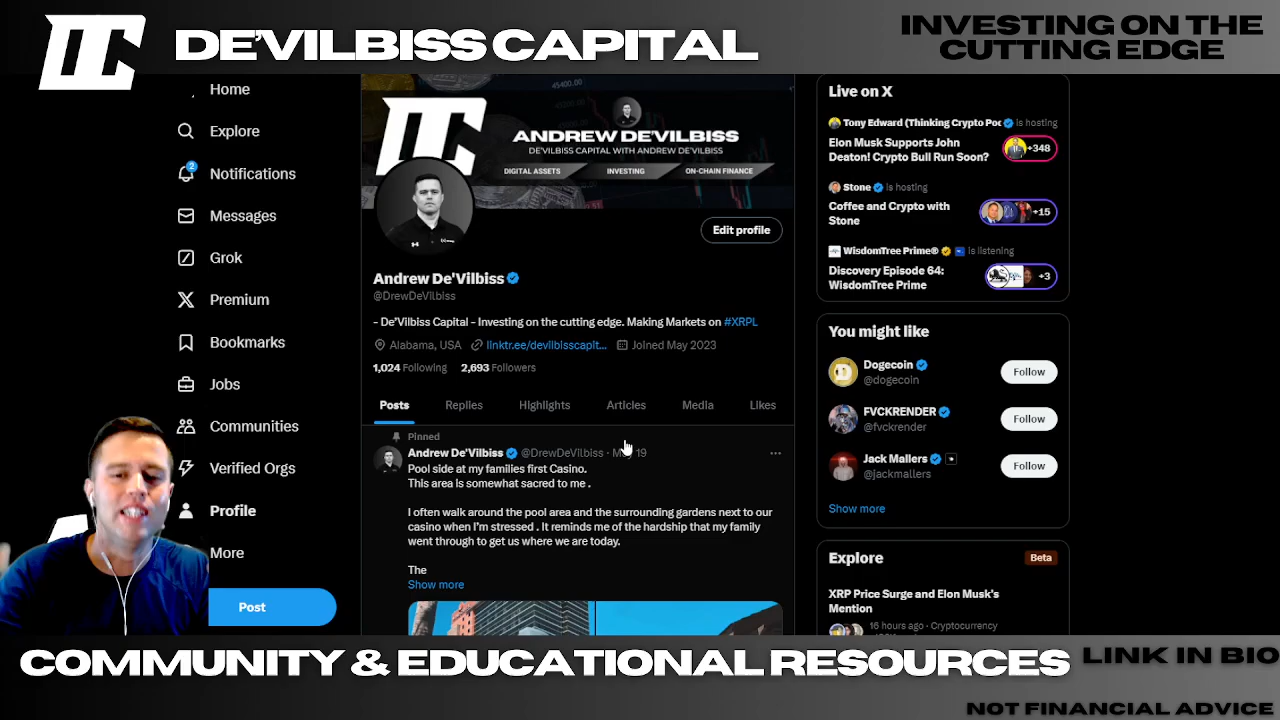 DE'VILBISS CAPITAL
INVESTING ON THE
CUTTING EDGE
Home
Explore
2
Notifications
Messages
Grok
Premium
Bookmarks
Jobs
Communities
Verified Orgs
Profile
More
Post
45400.00
ANDREW DE'VILBISS
DE'VILBISS CAPITAL WITH ANDREW DE'VILBISS
DIGITAL ASSETS INVESTING ON-CHAIN FINANCE
Edit profile
Andrew De'Vilbiss
@DrewDeVilbiss
- De'Vilbiss Capital - Investing on the cutting edge. Making Markets on #XRPL
Alabama, USA linktr.ee/devilbisscapit... Joined May 2023
1,024 Following 2,693 Followers
Posts Replies Highlights Articles Media Likes
Pinned
Andrew De'Vilbiss @DrewDeVilbiss · May 19
Pool side at my families first Casino.
This area is somewhat sacred to me .
I often walk around the pool area and the surrounding gardens next to our
casino when I'm stressed . It reminds me of the hardship that my family
went through to get us where we are today.
The
Show more
Live on X
Tony Edward (Thinking Crypto Poc is hosting
Elon Musk Supports John
Deaton! Crypto Bull Run Soon?
+348
Stone is hosting
Coffee and Crypto with
Stone
+15
WisdomTree Prime® is listening
Discovery Episode 64:
WisdomTree Prime
+3
You might like
Dogecoin
@dogecoin
Follow
FVCKRENDER
@fvckrender
Follow
Jack Mallers
@jackmallers
Follow
Show more
Explore
Beta
XRP Price Surge and Elon Musk's
Mention
16 hours ago · Cryptocurrency
COMMUNITY & EDUCATIONAL RESOURCES
LINK IN BIO
NOT FINANCIAL ADVICE